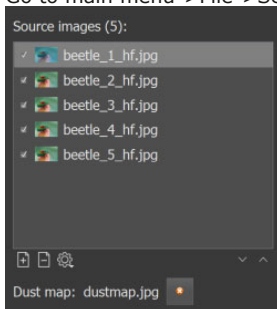 Source images (5):
beetle_1_hf.jpg
beetle_2_hf.jpg
beetle_3_hf.jpg
beetle_4_hf.jpg
beetle_5_hf.jpg
Dust map: dustmap.jpg